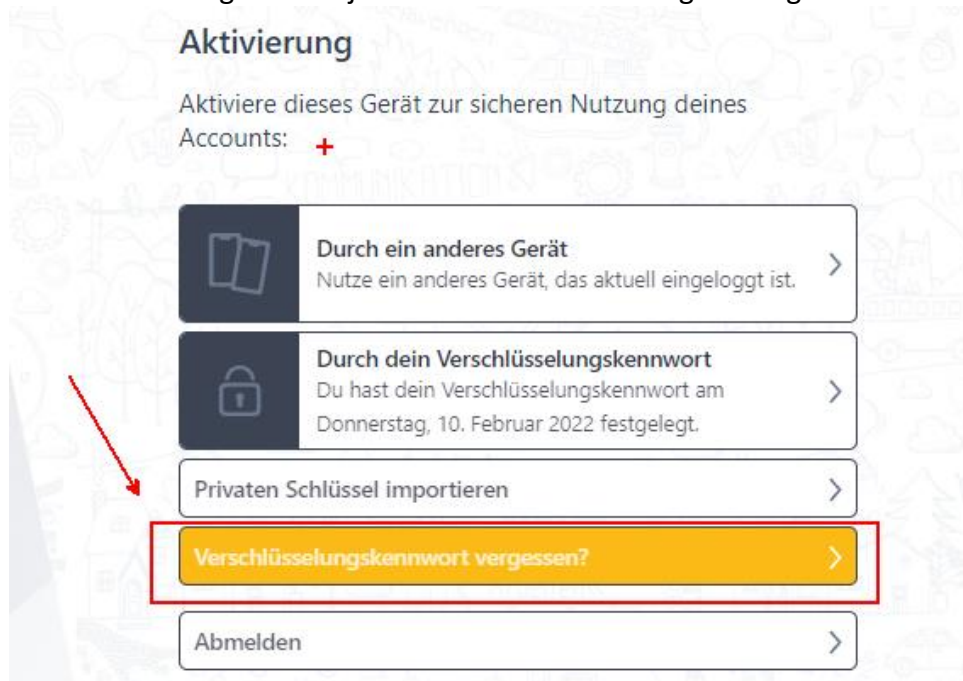 Aktivierung
Aktiviere dieses Gerät zur sicheren Nutzung deines
Accounts:
Durch ein anderes Gerät
Nutze ein anderes Gerät, das aktuell eingeloggt ist.
Durch dein Verschlüsselungskennwort
Du hast dein Verschlüsselungskennwort am
Donnerstag, 10. Februar 2022 festgelegt.
Privaten Schlüssel importieren
Verschlüsselungskennwort vergessen?
Abmelden